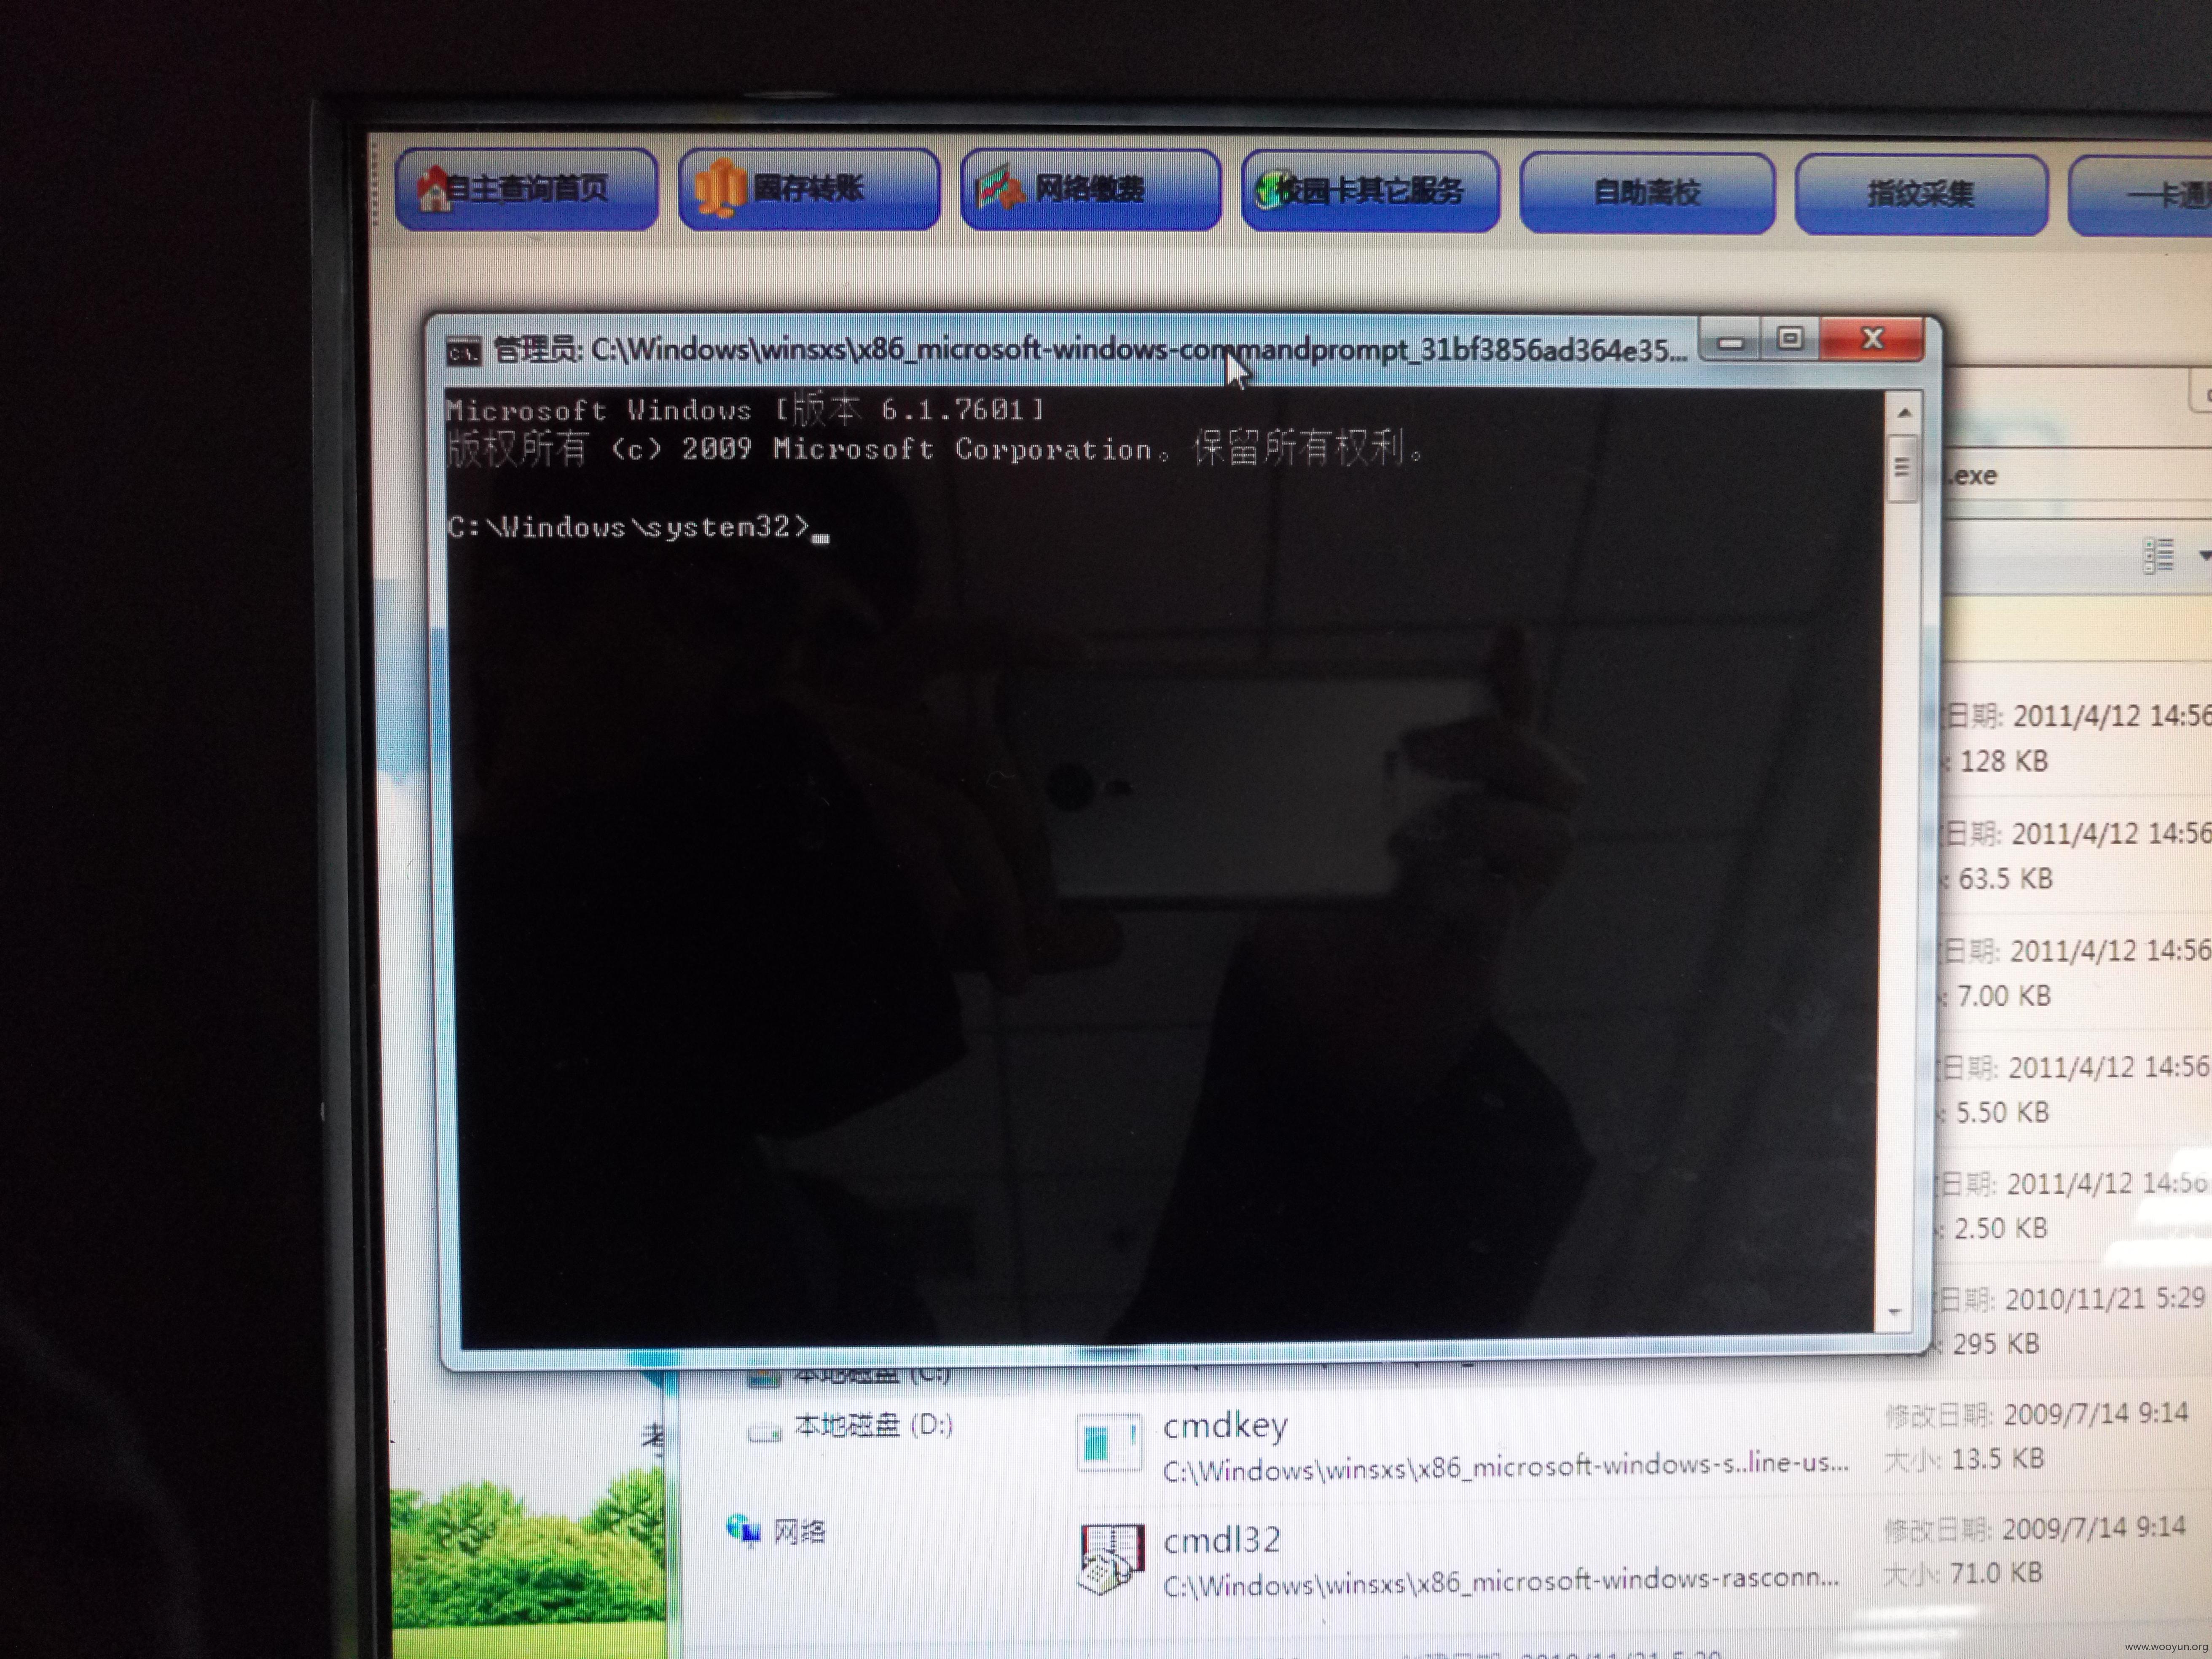 自主查询首页
圈存转账
网络缴费
校园卡其它服务
自助离校
指纹采集
一卡通
管理员: C:\Windows\winsxs\x86_microsoft-windows-commandprompt_31bf3856ad364e35...
Microsoft Windows [版本 6.1.7601]
版权所有 (c) 2009 Microsoft Corporation。保留所有权利。
C:\Windows\system32>
.exe
日期: 2011/4/12 14:56
: 128 KB
日期: 2011/4/12 14:56
: 63.5 KB
日期: 2011/4/12 14:56
: 7.00 KB
日期: 2011/4/12 14:56
: 5.50 KB
日期: 2011/4/12 14:56
: 2.50 KB
日期: 2010/11/21 5:29
: 295 KB
本地磁盘 (C:)
本地磁盘 (D:)
网络
cmdkey
修改日期: 2009/7/14 9:14
C:\Windows\winsxs\x86_microsoft-windows-s..line-us...
大小: 13.5 KB
cmdl32
修改日期: 2009/7/14 9:14
C:\Windows\winsxs\x86_microsoft-windows-rasconn...
大小: 71.0 KB
www.wooyun.org